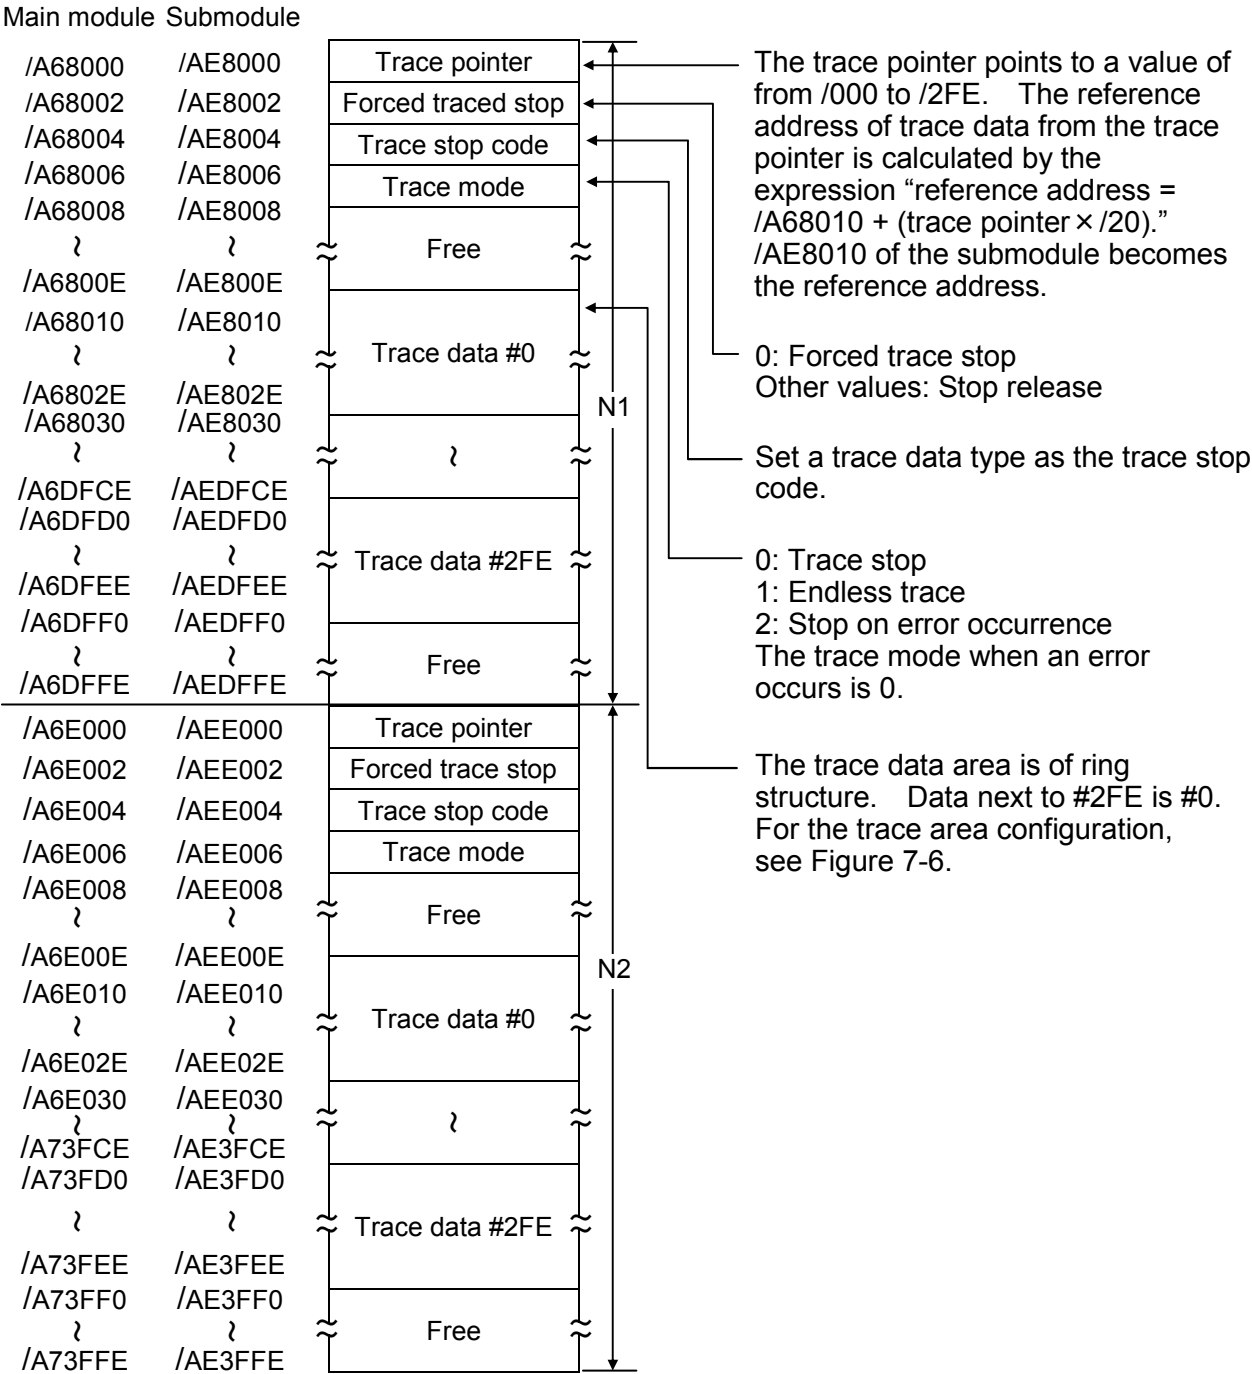 Main module Submodule
/A68000 /AE8000 Trace pointer
/A68002 /AE8002 Forced traced stop
/A68004 /AE8004 Trace stop code
/A68006 /AE8006 Trace mode
/A68008 /AE8008
~ ~ Free
/A6800E /AE800E
/A68010 /AE8010
~ ~ Trace data #0
/A6802E /AE802E
/A68030 /AE8030
~ ~ ~
/A6DFCE /AEDFCE
/A6DFD0 /AEDFD0
~ ~ Trace data #2FE
/A6DFEE /AEDFEE
/A6DFF0 /AEDFF0
~ ~ Free
/A6DFFE /AEDFFE
N1
/A6E000 /AEE000 Trace pointer
/A6E002 /AEE002 Forced trace stop
/A6E004 /AEE004 Trace stop code
/A6E006 /AEE006 Trace mode
/A6E008 /AEE008
~ ~ Free
/A6E00E /AEE00E
/A6E010 /AEE010
~ ~ Trace data #0
/A6E02E /AEE02E
/A6E030 /AEE030
~ ~ ~
/A73FCE /AE3FCE
/A73FD0 /AE3FD0
~ ~ Trace data #2FE
/A73FEE /AE3FEE
/A73FF0 /AE3FF0
~ ~ Free
/A73FFE /AE3FFE
N2
The trace pointer points to a value of
from /000 to /2FE. The reference
address of trace data from the trace
pointer is calculated by the
expression “reference address =
/A68010 + (trace pointer × /20).”
/AE8010 of the submodule becomes
the reference address.
0: Forced trace stop
Other values: Stop release
Set a trace data type as the trace stop
code.
0: Trace stop
1: Endless trace
2: Stop on error occurrence
The trace mode when an error
occurs is 0.
The trace data area is of ring
structure. Data next to #2FE is #0.
For the trace area configuration,
see Figure 7-6.